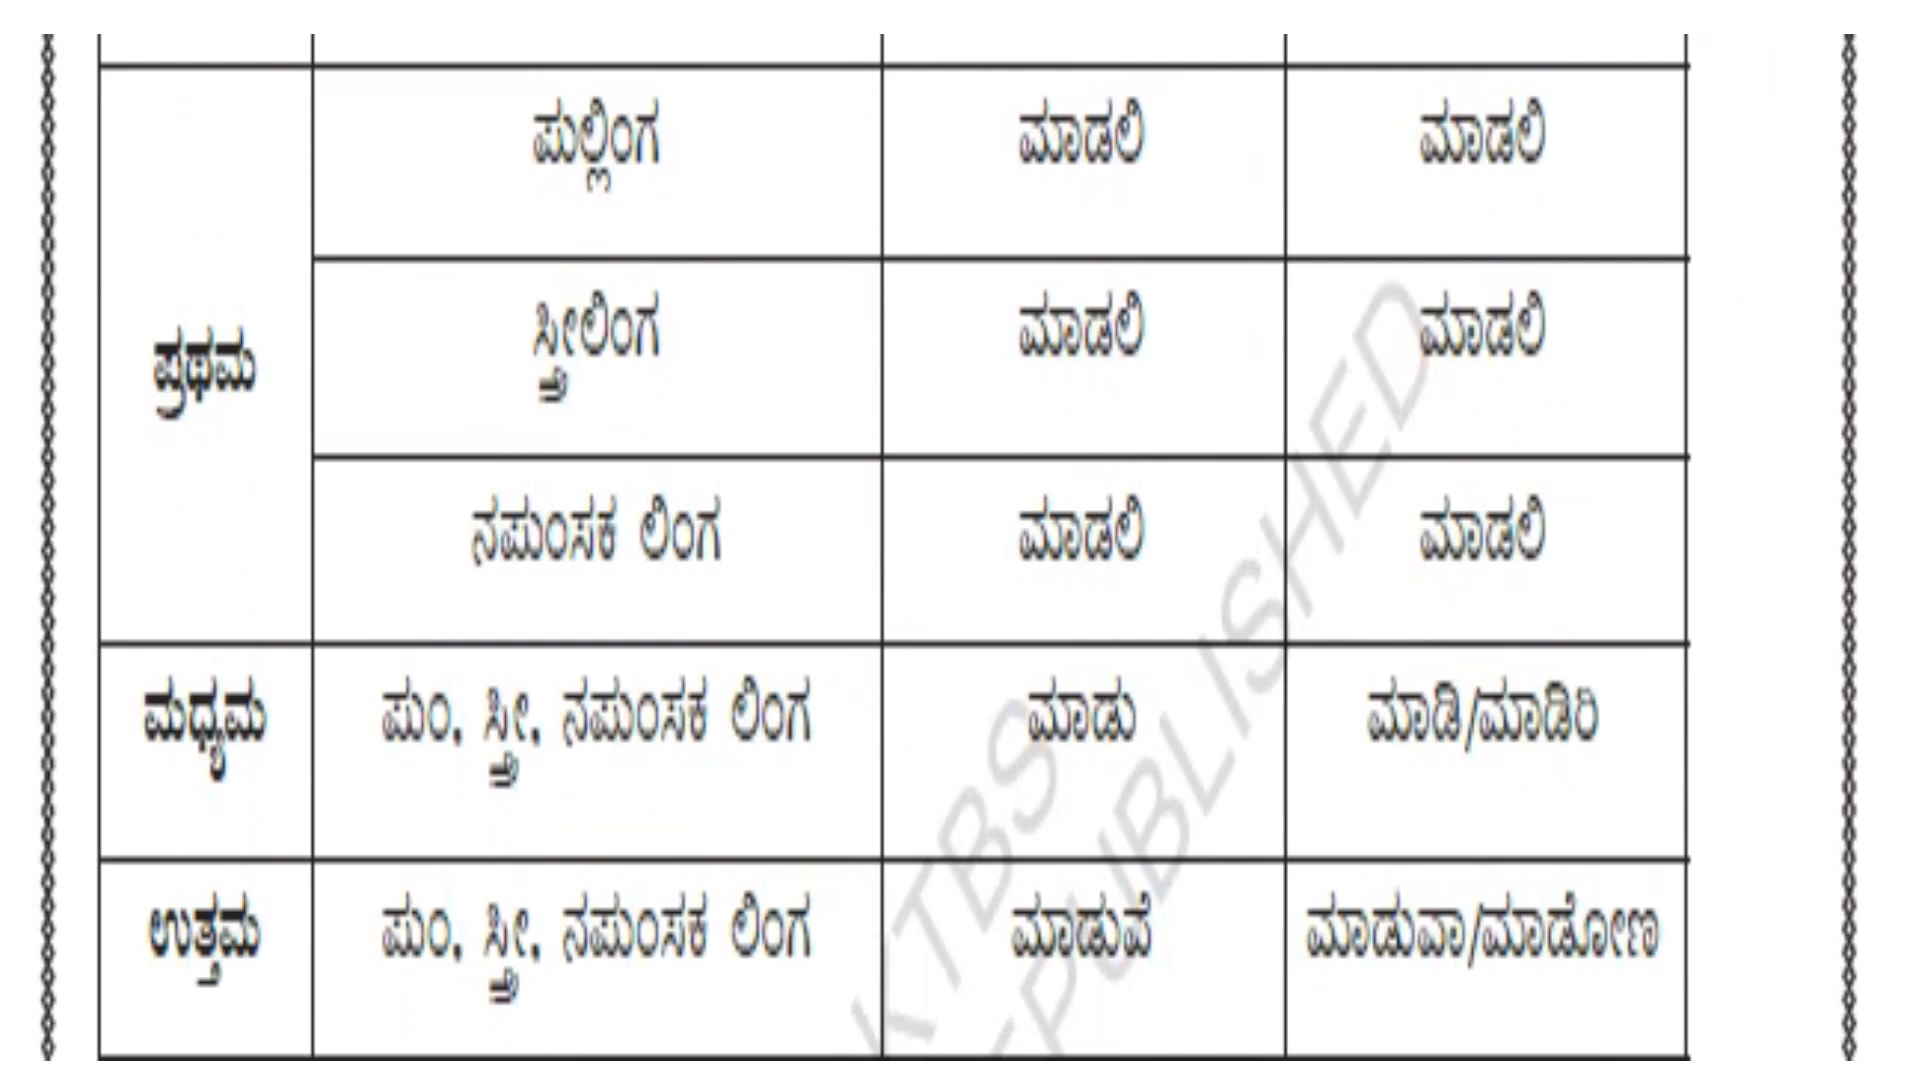 ಪುಲ್ಲಿಂಗ ಮಾಡಲಿ ಮಾಡಲಿ
ಪ್ರಥಮ ಸ್ತ್ರೀಲಿಂಗ ಮಾಡಲಿ ಮಾಡಲಿ
ನಪುಂಸಕ ಲಿಂಗ ಮಾಡಲಿ ಮಾಡಲಿ
ಮಧ್ಯಮ ಪುಂ, ಸ್ತ್ರೀ, ನಪುಂಸಕ ಲಿಂಗ ಮಾಡು ಮಾಡಿ/ಮಾಡಿರಿ
ಉತ್ತಮ ಪುಂ, ಸ್ತ್ರೀ, ನಪುಂಸಕ ಲಿಂಗ ಮಾಡುವೆ ಮಾಡುವಾ/ಮಾಡೋಣ
KTBS
PUBLISHED